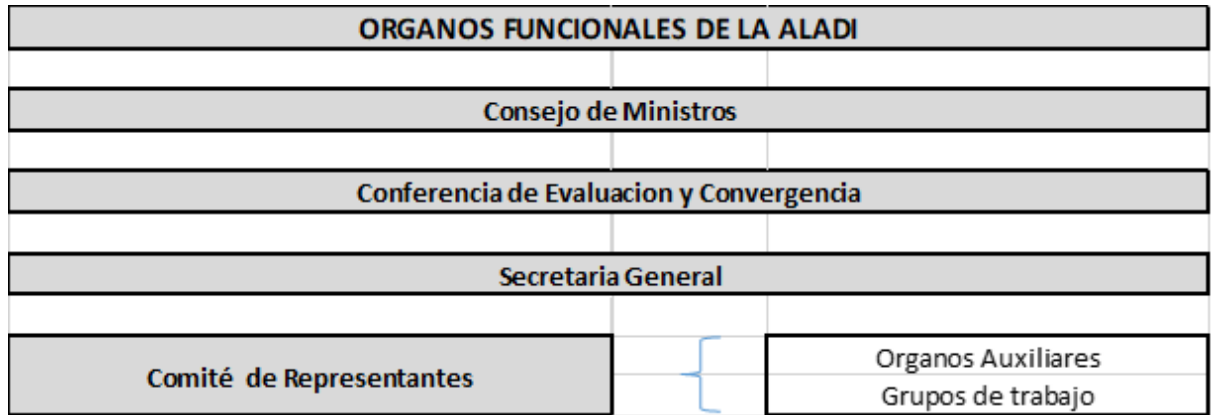 ORGANOS FUNCIONALES DE LA ALADI
Consejo de Ministros
Conferencia de Evaluacion y Convergencia
Secretaria General
Comité de Representantes
Organos Auxiliares
Grupos de trabajo